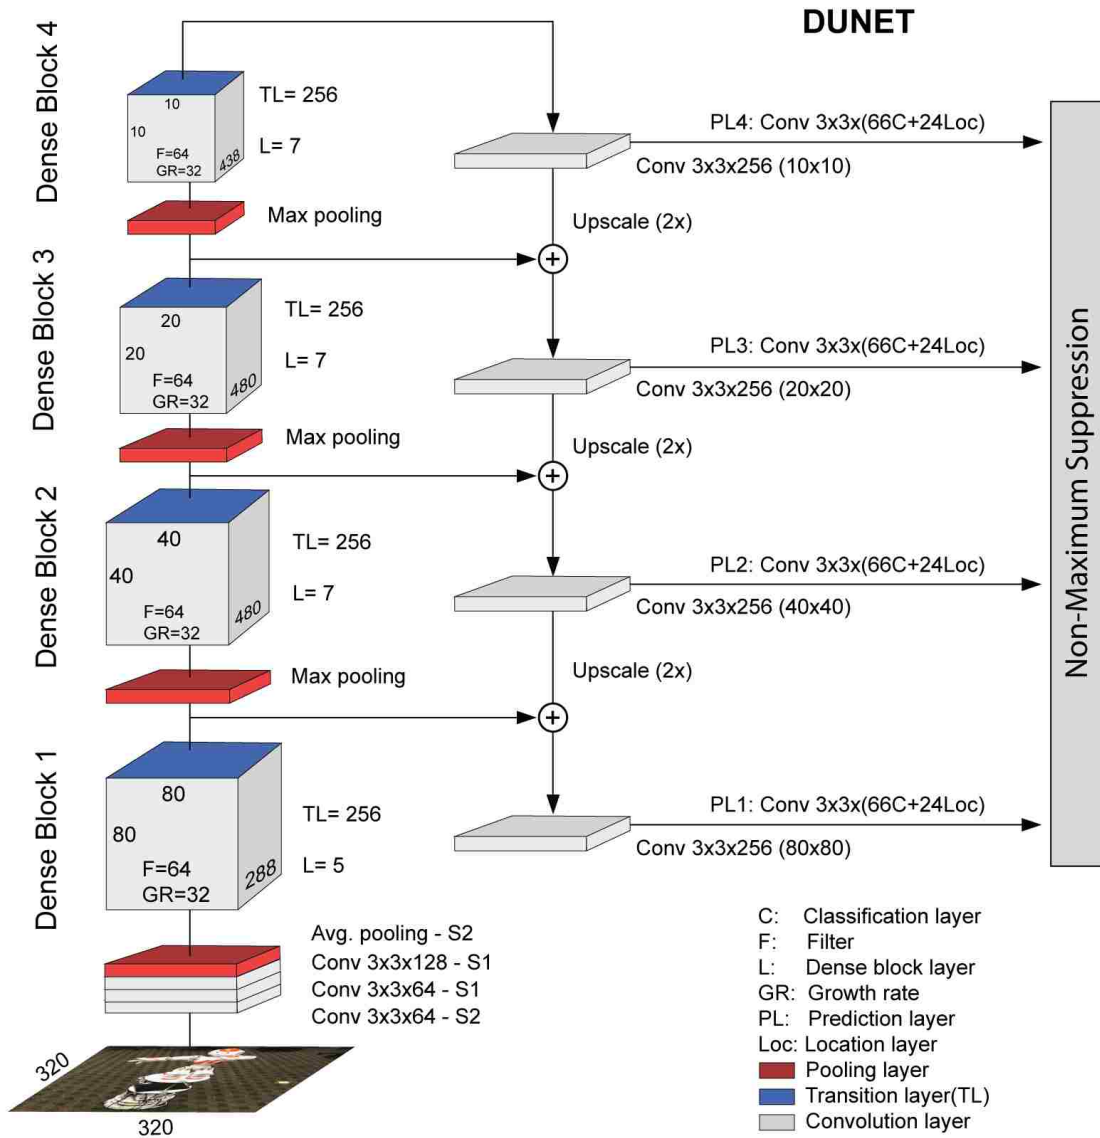 DUNET
Dense Block 4
10
10
F=64
GR=32
438
TL= 256
L= 7
PL4: Conv 3x3x(66C+24Loc)
Conv 3x3x256 (10x10)
Max pooling
Upscale (2x)
+
Dense Block 3
20
20
F=64
GR=32
480
TL= 256
L= 7
PL3: Conv 3x3x(66C+24Loc)
Conv 3x3x256 (20x20)
Max pooling
Upscale (2x)
+
Dense Block 2
40
40
F=64
GR=32
480
TL= 256
L= 7
PL2: Conv 3x3x(66C+24Loc)
Conv 3x3x256 (40x40)
Max pooling
Upscale (2x)
+
Dense Block 1
80
80
F=64
GR=32
288
TL= 256
L= 5
PL1: Conv 3x3x(66C+24Loc)
Conv 3x3x256 (80x80)
Non-Maximum Suppression
Avg. pooling - S2
Conv 3x3x128 - S1
Conv 3x3x64 - S1
Conv 3x3x64 - S2
320
320
C: Classification layer
F: Filter
L: Dense block layer
GR: Growth rate
PL: Prediction layer
Loc: Location layer
Pooling layer
Transition layer(TL)
Convolution layer